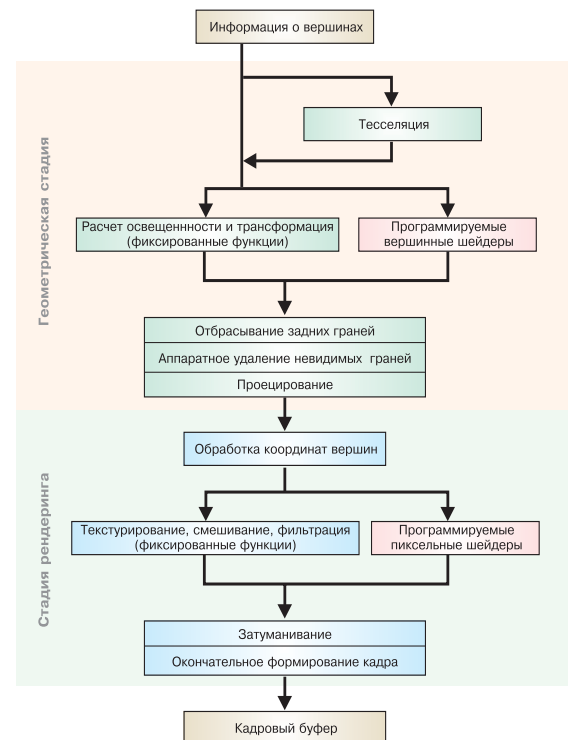 Информация о вершинах
Геометрическая стадия
Тесселяция
Расчет освещенности и трансформация
(фиксированные функции)
Программируемые
вершинные шейдеры
Отбрасывание задних граней
Аппаратное удаление невидимых граней
Проецирование
Стадия рендеринга
Обработка координат вершин
Текстурирование, смешивание, фильтрация
(фиксированные функции)
Программируемые
пиксельные шейдеры
Затуманивание
Окончательное формирование кадра
Кадровый буфер